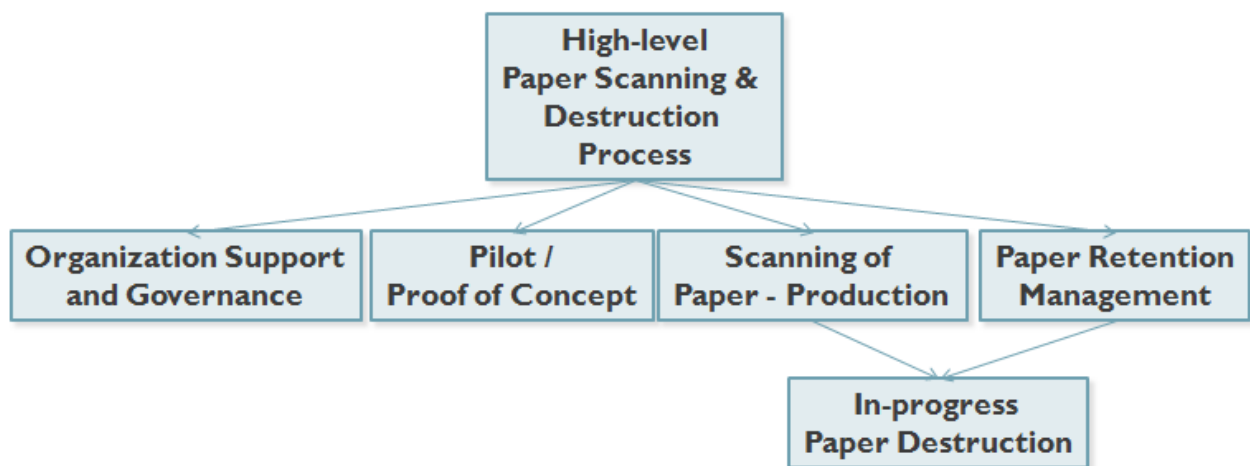 High-level
Paper Scanning &
Destruction
Process
Organization Support
and Governance
Pilot /
Proof of Concept
Scanning of
Paper - Production
Paper Retention
Management
In-progress
Paper Destruction